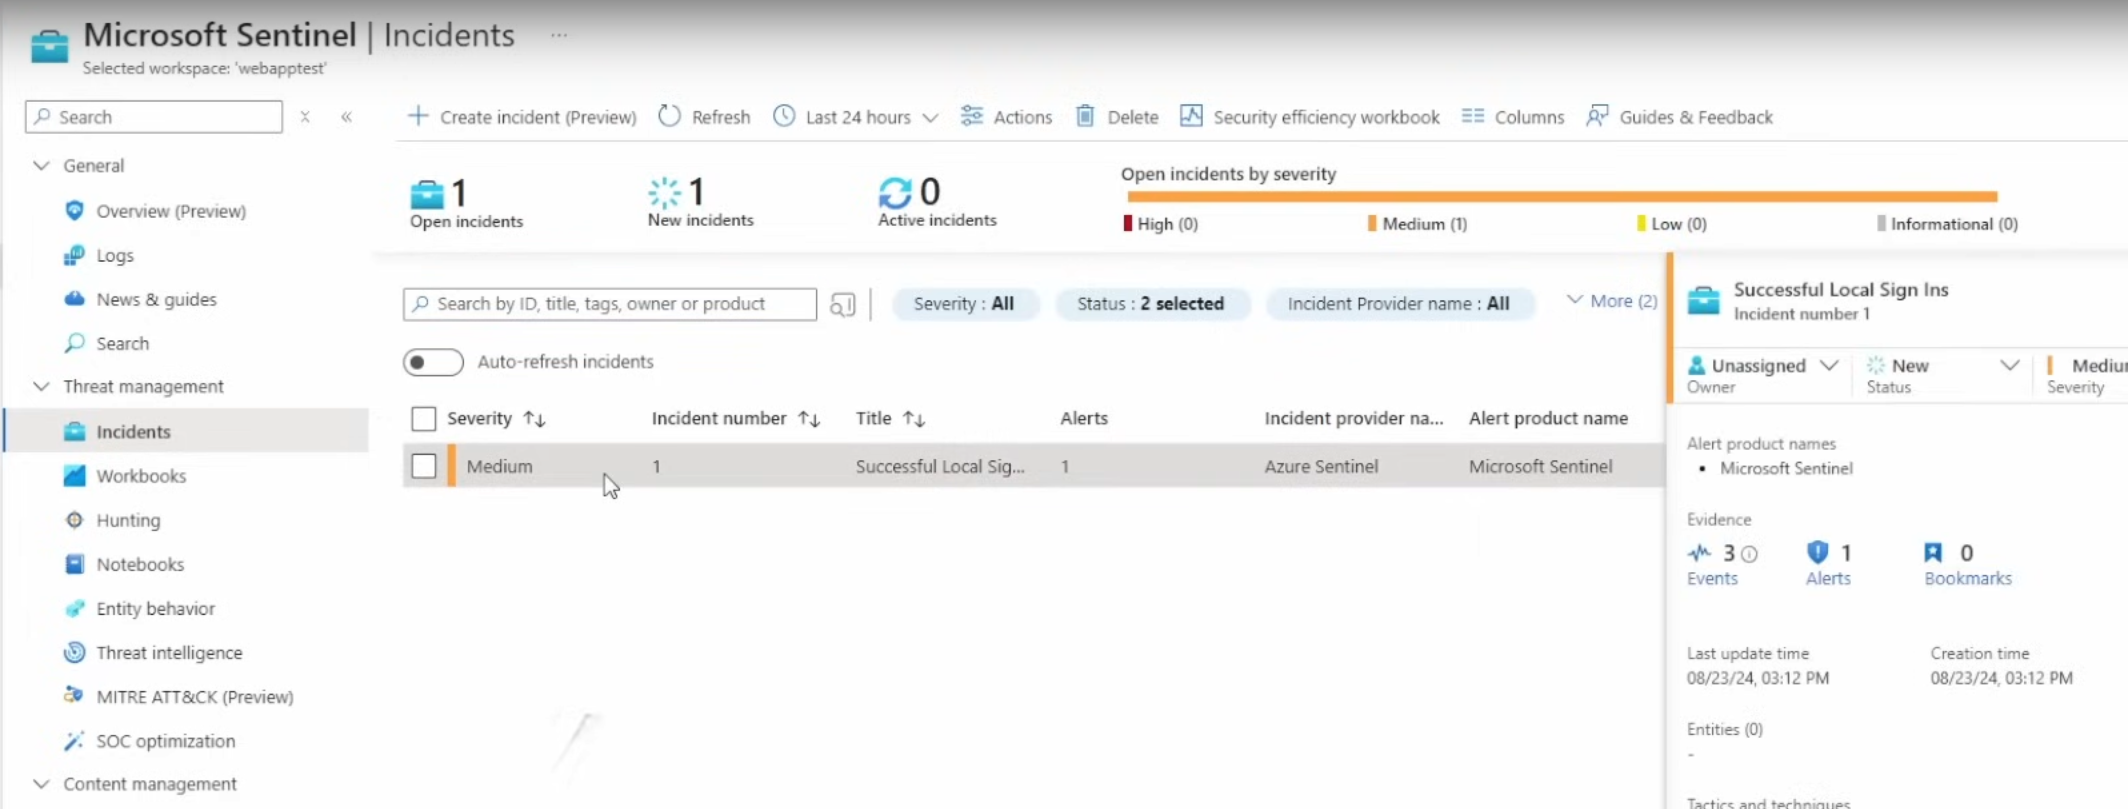 Microsoft Sentinel | Incidents ...
Selected workspace: 'webapptest'
Search
General
Overview (Preview)
Logs
News & guides
Search
Threat management
Incidents
Workbooks
Hunting
Notebooks
Entity behavior
Threat intelligence
MITRE ATT&CK (Preview)
SOC optimization
Content management
Create incident (Preview) Refresh Last 24 hours Actions Delete Security efficiency workbook Columns Guides & Feedback
1 Open incidents
1 New incidents
0 Active incidents
Open incidents by severity
High (0) Medium (1) Low (0) Informational (0)
Search by ID, title, tags, owner or product Severity : All Status : 2 selected Incident Provider name : All More (2)
Auto-refresh incidents
Severity Incident number Title Alerts Incident provider na... Alert product name
Medium 1 Successful Local Sig... 1 Azure Sentinel Microsoft Sentinel
Successful Local Sign Ins
Incident number 1
Unassigned New Mediu
Owner Status Severity
Alert product names
• Microsoft Sentinel
Evidence
3 1 0
Events Alerts Bookmarks
Last update time Creation time
08/23/24, 03:12 PM 08/23/24, 03:12 PM
Entities (0)
-
Tactics and techniques